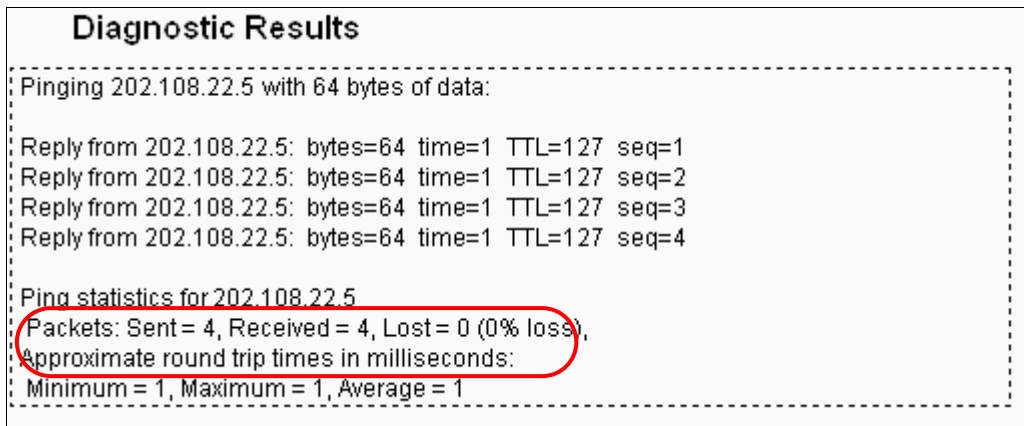 Diagnostic Results
Pinging 202.108.22.5 with 64 bytes of data:
Reply from 202.108.22.5: bytes=64 time=1 TTL=127 seq=1
Reply from 202.108.22.5: bytes=64 time=1 TTL=127 seq=2
Reply from 202.108.22.5: bytes=64 time=1 TTL=127 seq=3
Reply from 202.108.22.5: bytes=64 time=1 TTL=127 seq=4
Ping statistics for 202.108.22.5
Packets: Sent = 4, Received = 4, Lost = 0 (0% loss),
Approximate round trip times in milliseconds:
Minimum = 1, Maximum = 1, Average = 1